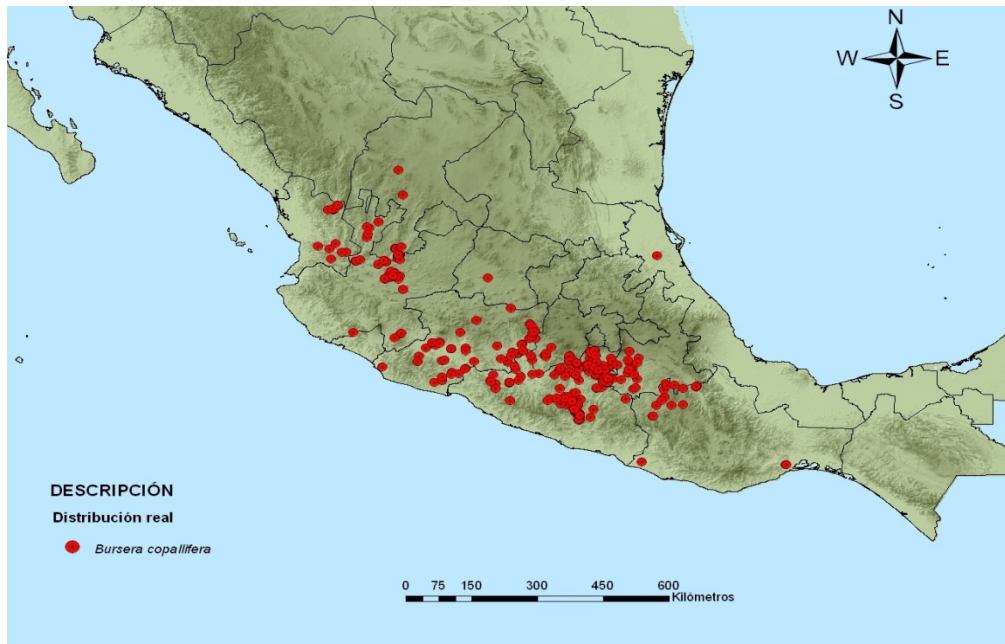 N
W E
S
DESCRIPCIÓN
Distribución real
Bursera copallifera
0 75 150 300 450 600
Kilómetros